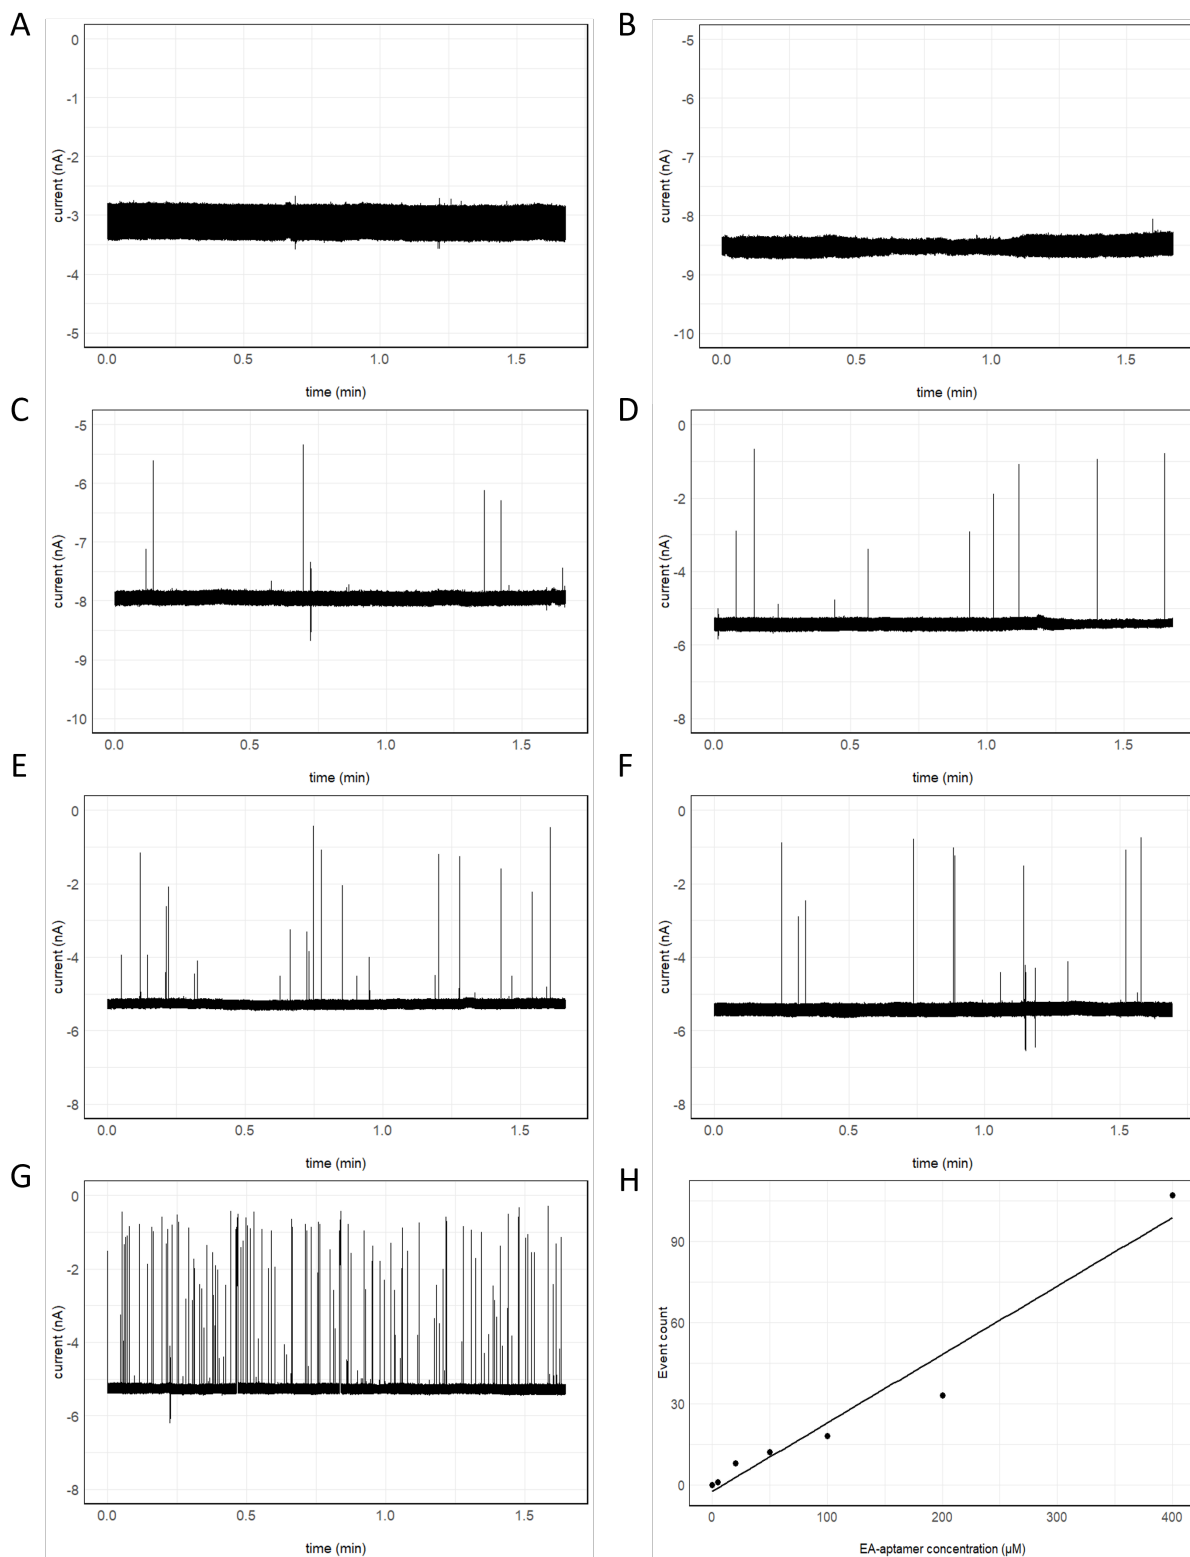 A
B
0
-1
-2
-3
-4
-5
current (nA)
0.0 0.5 1.0 1.5
time (min)
-5
-6
-7
-8
-9
-10
current (nA)
0.0 0.5 1.0 1.5
time (min)
C
D
-5
-6
-7
-8
-9
-10
current (nA)
0.0 0.5 1.0 1.5
time (min)
0
-2
-4
-6
-8
current (nA)
0.0 0.5 1.0 1.5
time (min)
E
F
0
-2
-4
-6
-8
current (nA)
0.0 0.5 1.0 1.5
time (min)
0
-2
-4
-6
-8
current (nA)
0.0 0.5 1.0 1.5
time (min)
G
H
0
-2
-4
-6
-8
current (nA)
0.0 0.5 1.0 1.5
time (min)
90
60
30
0
Event count
0 100 200 300 400
EA-aptamer concentration (µM)